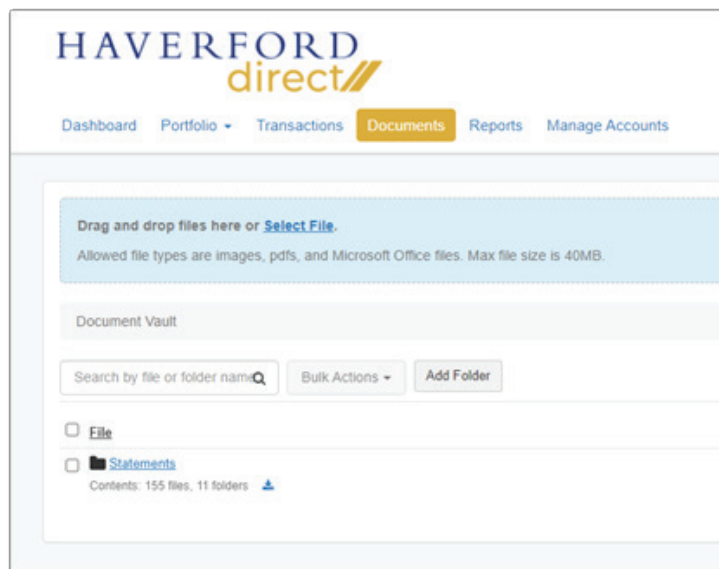 HAVERFORD
direct
Dashboard Portfolio Transactions Documents Reports Manage Accounts
Drag and drop files here or Select File.
Allowed file types are images, pdfs, and Microsoft Office files. Max file size is 40MB.
Document Vault
Search by file or folder name Bulk Actions Add Folder
File
Statements
Contents: 155 files, 11 folders